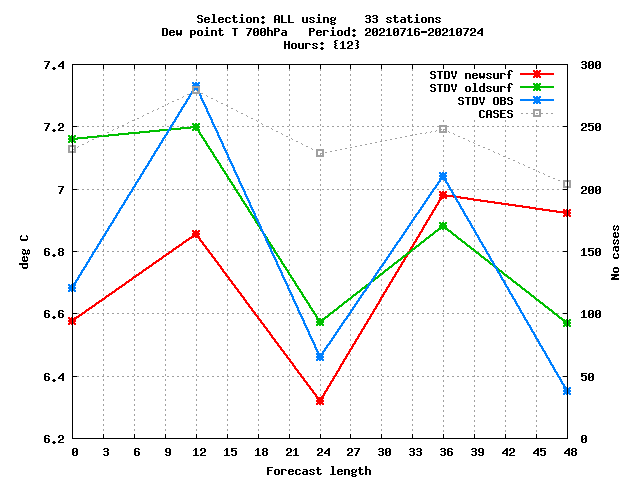 Selection: ALL using    33 stations
Dew point T 700hPa   Period: 20210716-20210724
Hours: {12}
STDV newsurf
STDV oldsurf
STDV OBS
CASES
7.4
7.2
7
6.8
6.6
6.4
6.2
deg C
300
250
200
150
100
50
0
No cases
0 3 6 9 12 15 18 21 24 27 30 33 36 39 42 45 48
Forecast length